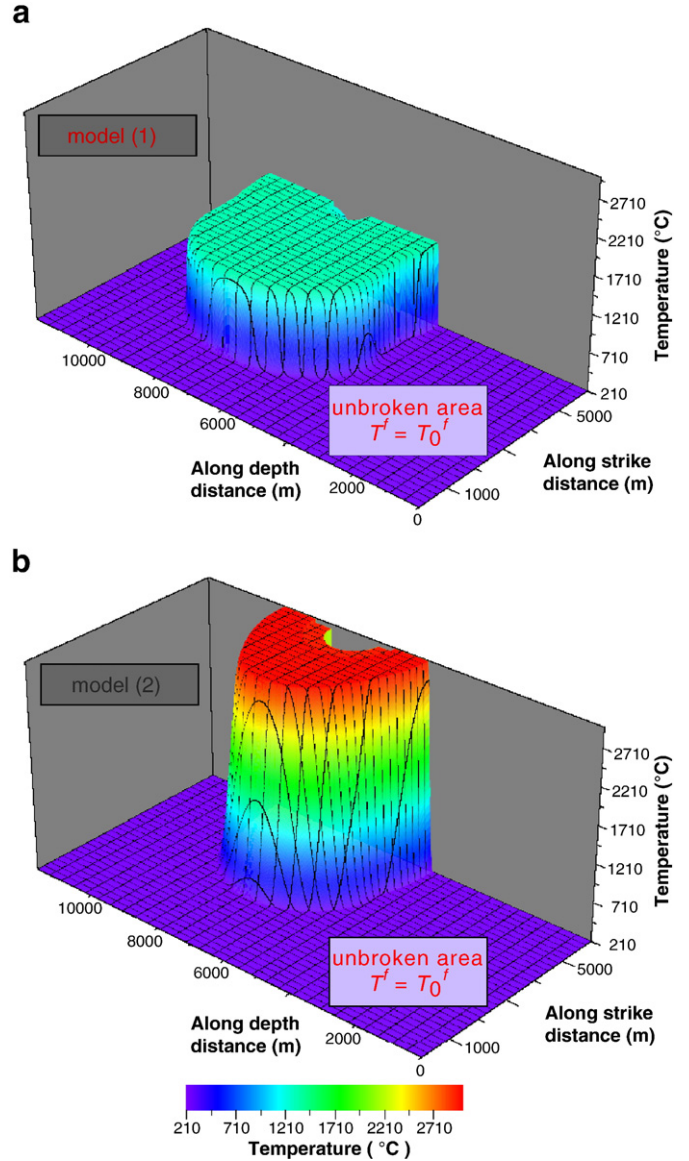 a
model (1)
2710
2210
1710
1210
710
210
Temperature (°C)
10000
8000
6000
2000
0
5000
1000
unbroken area
T^f = T_0^f
Along depth
distance (m)
Along strike
distance (m)
b
model (2)
2710
2210
1710
1210
710
210
Temperature (°C)
10000
8000
6000
2000
0
5000
1000
unbroken area
T^f = T_0^f
Along depth
distance (m)
Along strike
distance (m)
210 710 1210 1710 2210 2710
Temperature ( °C)